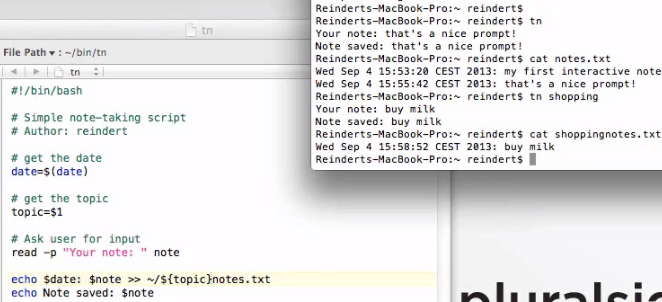 tn
File Path ▾ : ~/bin/tn
tn
#!/bin/bash
# Simple note-taking script
# Author: reindert
# get the date
date=$(date)
# get the topic
topic=$1
# Ask user for input
read -p "Your note: " note
echo $date: $note >> ~/${topic}notes.txt
echo Note saved: $note
Reinderts-MacBook-Pro:~ reindert$
Reinderts-MacBook-Pro:~ reindert$ tn
Your note: that's a nice prompt!
Note saved: that's a nice prompt!
Reinderts-MacBook-Pro:~ reindert$ cat notes.txt
Wed Sep 4 15:53:20 CEST 2013: my first interactive note
Wed Sep 4 15:55:42 CEST 2013: that's a nice prompt!
Reinderts-MacBook-Pro:~ reindert$ tn shopping
Your note: buy milk
Note saved: buy milk
Reinderts-MacBook-Pro:~ reindert$ cat shoppingnotes.txt
Wed Sep 4 15:58:52 CEST 2013: buy milk
Reinderts-MacBook-Pro:~ reindert$